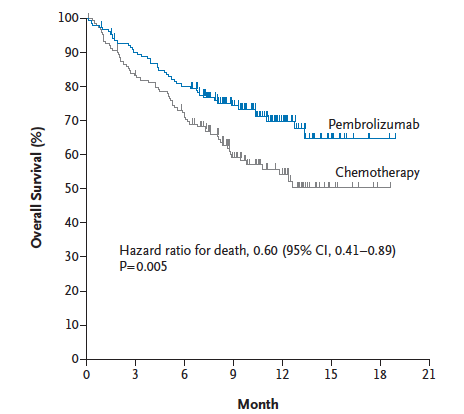 Overall Survival (%)
100
90
80
70
60
50
40
30
20
10
0
Pembrolizumab
Chemotherapy
Hazard ratio for death, 0.60 (95% CI, 0.41–0.89)
P=0.005
0 3 6 9 12 15 18 21
Month